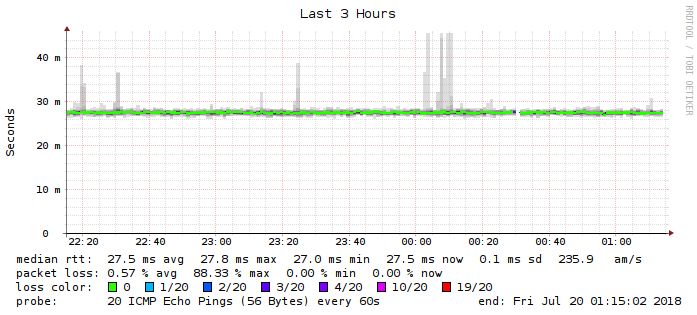 Last 3 Hours
RRDTOOL / TOBI OETIKER
Seconds
40 m
30 m
20 m
10 m
0
22:20 22:40 23:00 23:20 23:40 00:00 00:20 00:40 01:00
median rtt: 27.5 ms avg 27.8 ms max 27.0 ms min 27.5 ms now 0.1 ms sd 235.9 am/s
packet loss: 0.57 % avg 88.33 % max 0.00 % min 0.00 % now
loss color: 0 1/20 2/20 3/20 4/20 10/20 19/20
probe: 20 ICMP Echo Pings (56 Bytes) every 60s end: Fri Jul 20 01:15:02 2018